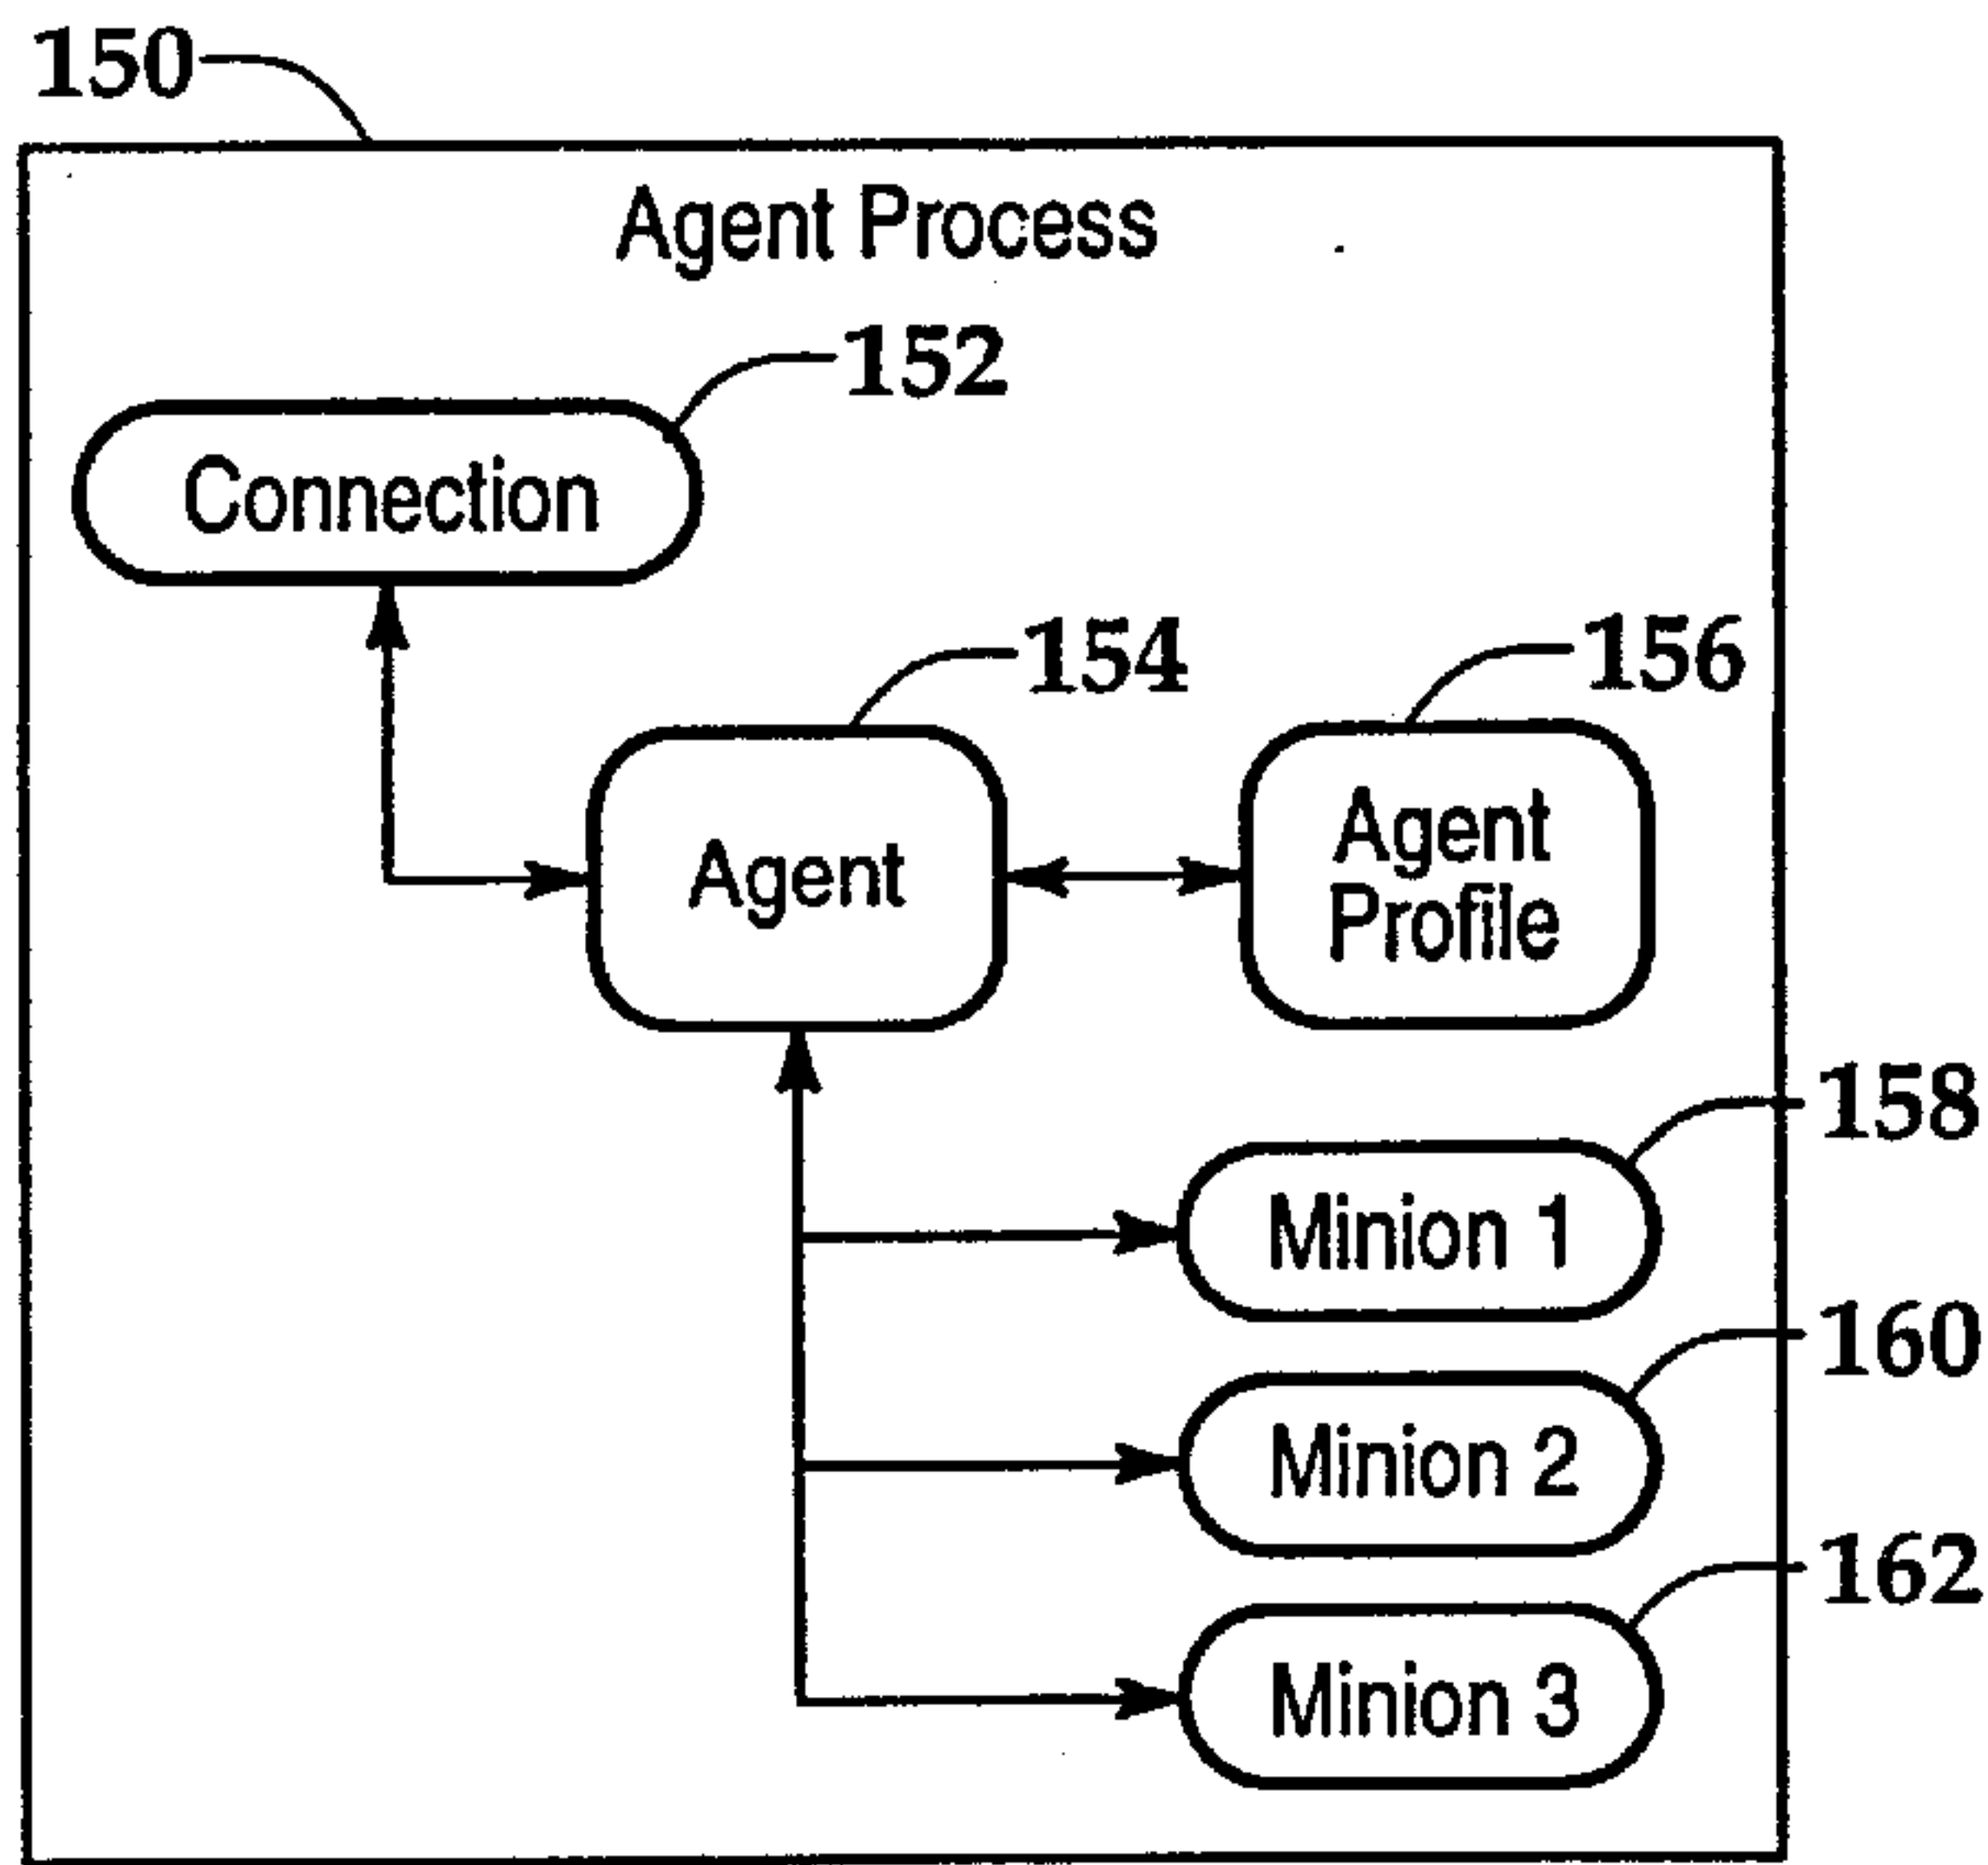 150
Agent Process
152
Connection
154
156
Agent
Agent
Profile
158
Minion 1
160
Minion 2
162
Minion 3